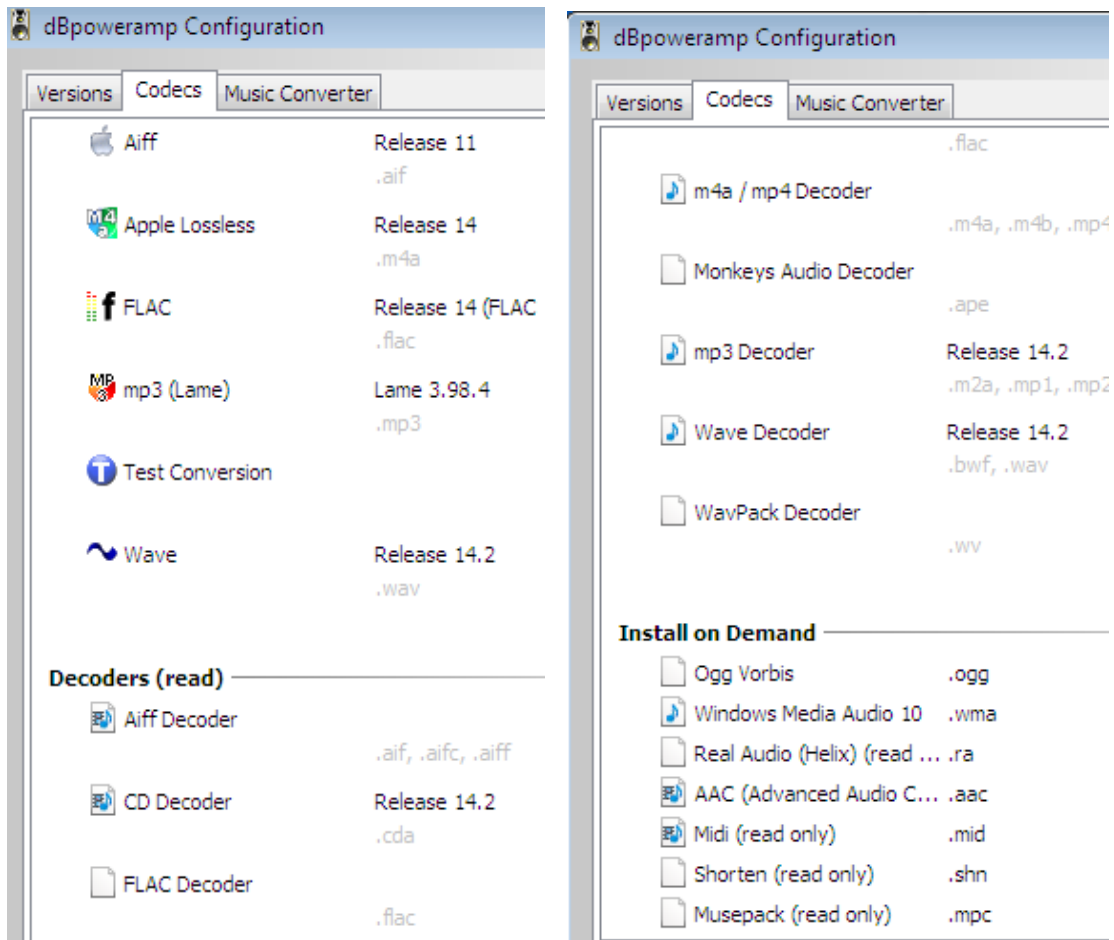 dBpoweramp Configuration
Versions Codecs Music Converter
Aiff Release 11
.aif
Apple Lossless Release 14
.m4a
FLAC Release 14 (FLAC
.flac
mp3 (Lame) Lame 3.98.4
.mp3
Test Conversion
Wave Release 14.2
.wav
Decoders (read)
Aiff Decoder
.aif, .aifc, .aiff
CD Decoder Release 14.2
.cda
FLAC Decoder
.flac
dBpoweramp Configuration
Versions Codecs Music Converter
.flac
m4a / mp4 Decoder
.m4a, .m4b, .mp4
Monkeys Audio Decoder
.ape
mp3 Decoder Release 14.2
.m2a, .mp1, .mp2
Wave Decoder Release 14.2
.bwf, .wav
WavPack Decoder
.wv
Install on Demand
Ogg Vorbis .ogg
Windows Media Audio 10 .wma
Real Audio (Helix) (read ... .ra
AAC (Advanced Audio C... .aac
Midi (read only) .mid
Shorten (read only) .shn
Musepack (read only) .mpc